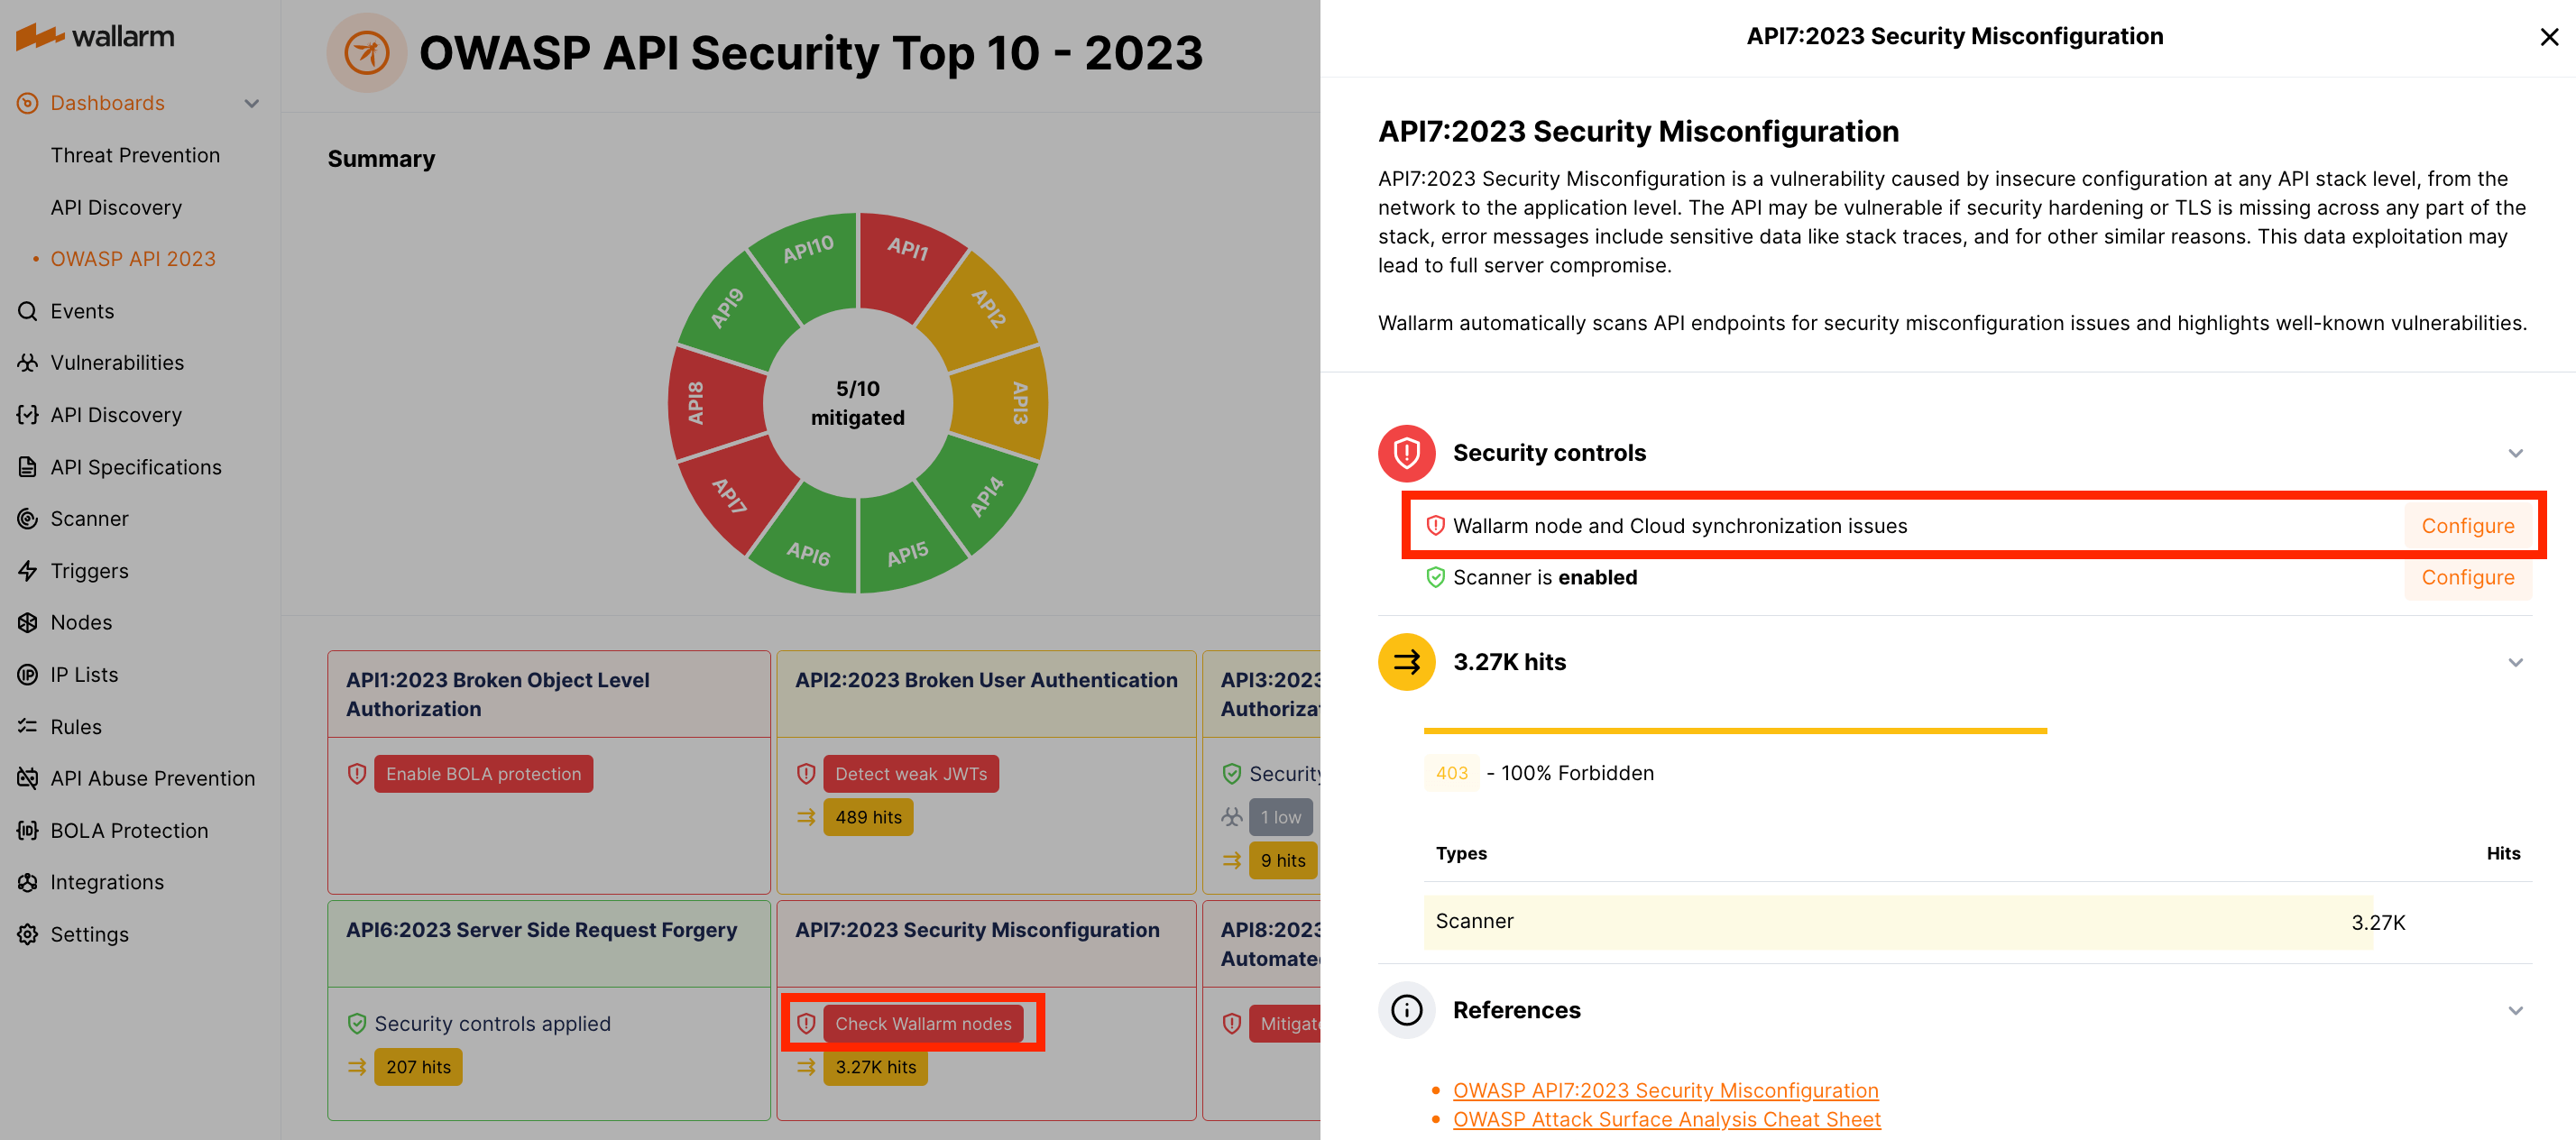 wallarm
Dashboards
Threat Prevention
API Discovery
OWASP API 2023
Events
Vulnerabilities
API Discovery
API Specifications
Scanner
Triggers
Nodes
IP Lists
Rules
API Abuse Prevention
BOLA Protection
Integrations
Settings
OWASP API Security Top 10 - 2023
Summary
API1
API2
API3
API4
API5
API6
API7
API8
API9
API10
5/10
mitigated
API1:2023 Broken Object Level
Authorization
Enable BOLA protection
API2:2023 Broken User Authentication
Detect weak JWTs
489 hits
API3:2023
Authoriza
Security
1 low
9 hits
API6:2023 Server Side Request Forgery
Security controls applied
207 hits
API7:2023 Security Misconfiguration
Check Wallarm nodes
3.27K hits
API8:2023
Automate
Mitigat
API7:2023 Security Misconfiguration
API7:2023 Security Misconfiguration
API7:2023 Security Misconfiguration is a vulnerability caused by insecure configuration at any API stack level, from the
network to the application level. The API may be vulnerable if security hardening or TLS is missing across any part of the
stack, error messages include sensitive data like stack traces, and for other similar reasons. This data exploitation may
lead to full server compromise.
Wallarm automatically scans API endpoints for security misconfiguration issues and highlights well-known vulnerabilities.
Security controls
Wallarm node and Cloud synchronization issues Configure
Scanner is enabled Configure
3.27K hits
403 - 100% Forbidden
Types Hits
Scanner 3.27K
References
OWASP API7:2023 Security Misconfiguration
OWASP Attack Surface Analysis Cheat Sheet